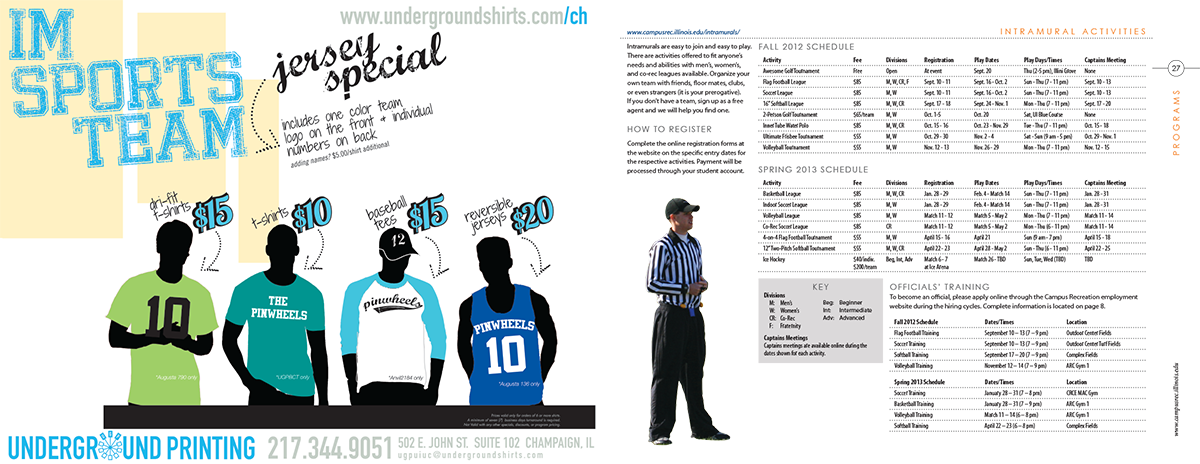 IM
SPORTS
TEAM
www.undergroundshirts.com/ch
jersey
special
includes one color team
logo on the front + individual
numbers on back
adding names? $5.00/shirt additional
dri-fit
t-shirts $15
t-shirts $10
baseball
tees $15
reversible
jerseys $20
10
*Augusta 790 only
THE
PINWHEELS
*UGP8CT only
12
pinwheels
*Anvil2184 only
PINWHEELS
10
*Augusta 136 only
Prices valid only for orders of 6 or more shirts.
UNDERGROUND PRINTING 217.344.9051
502 E. JOHN ST. SUITE 102 CHAMPAIGN, IL
ugpuiuc@undergroundshirts.com
www.campusrec.illinois.edu/intramurals/
INTRAMURAL ACTIVITIES
27
PROGRAMS
Intramurals are easy to join and easy to play.
There are activities offered to fit anyone's
needs and abilities with men's, women's,
and co-rec leagues available. Organize your
own team with friends, floor mates, clubs,
or even strangers (it is your prerogative).
If you don't have a team, sign up as a free
agent and we will help you find one.
HOW TO REGISTER
Complete the online registration forms at
the website on the specific entry dates for
the respective activities. Payment will be
processed through your student account.
FALL 2012 SCHEDULE
Activity Fee Divisions Registration Play Dates Play Days/Times Captains Meeting
Awesome Golf Tournament Free Open At event Sept. 20 Thu (2-5 pm), Illini Grove None
Flag Football League $85 M, W, CR, F Sept. 10 - 11 Sept. 16 - Oct. 2 Sun - Thu (7 - 11 pm) Sept. 10 - 13
Soccer League $85 M, W Sept. 10 - 11 Sept. 16 - Oct. 2 Sun - Thu (7 - 11 pm) Sept. 10 - 13
16" Softball League $85 M, W, CR Sept. 17 - 18 Sept. 24 - Nov. 1 Mon - Thu (7 - 11 pm) Sept. 17 - 20
2-Person Golf Tournament $65/team M, W Oct. 1-5 Oct. 20 Sat, UI Blue Course None
Inner Tube Water Polo $85 M, W, CR Oct. 15 - 16 Oct. 23 - Nov. 29 Tue - Thu (7 - 11 pm) Oct. 15 - 18
Ultimate Frisbee Tournament $55 M, W Oct. 29 - 30 Nov. 2 - 4 Sat - Sun (9 am - 5 pm) Oct. 29 - Nov. 1
Volleyball Tournament $55 M, W Nov. 12 - 13 Nov. 26 - 29 Mon - Thu (7 - 11 pm) Nov. 12 - 15
SPRING 2013 SCHEDULE
Activity Fee Divisions Registration Play Dates Play Days/Times Captains Meeting
Basketball League $85 M, W, CR Jan. 28 - 29 Feb. 4 - March 14 Sun - Thu (7 - 11 pm) Jan. 28 - 31
Indoor Soccer League $85 M, W Jan. 28 - 29 Feb. 4 - March 14 Sun - Thu (7 - 11 pm) Jan. 28 - 31
Volleyball League $85 M, W March 11 - 12 March 5 - May 2 Mon - Thu (7 - 11 pm) March 11 - 14
Co-Rec Soccer League $85 CR March 11 - 12 March 5 - May 2 Mon - Thu (6 - 11 pm) March 11 - 14
4-on-4 Flag Football Tournament $55 M, W April 15 - 16 April 21 Sun (9 am - 7 pm) April 15 - 18
12" Two-Pitch Softball Tournament $55 M, W, CR April 22 - 23 April 28 - May 2 Sun - Thu (6 - 11 pm) April 22 - 25
Ice Hockey $40/indiv. Beg, Int, Adv March 6 - 7 March 26 - TBD Sun, Tue, Wed (TBD) TBD
$200/team at Ice Arena
KEY
Divisions
M: Men's Beg: Beginner
W: Women's Int: Intermediate
CR: Co-Rec Adv: Advanced
F: Fraternity
Captains Meetings
Captains meetings are available online during the
dates shown for each activity.
OFFICIALS' TRAINING
To become an official, please apply online through the Campus Recreation employment
website during the hiring cycles. Complete information is located on page 8.
Fall 2012 Schedule Dates/Times Location
Flag Football Training September 10 – 13 (7 – 9 pm) Outdoor Center Fields
Soccer Training September 10 – 13 (7 – 9 pm) Outdoor Center Turf Fields
Softball Training September 17 – 20 (7 – 9 pm) Complex Fields
Volleyball Training November 12 – 14 (7 – 9 pm) ARC Gym 1
Spring 2013 Schedule Dates/Times Location
Soccer Training January 28 – 31 (7 – 8 pm) CRCE MAC Gym
Basketball Training January 28 – 31 (7 – 9 pm) ARC Gym 1
Volleyball Training March 11 – 14 (6 – 8 pm) ARC Gym 1
Softball Training April 22 – 23 (6 – 8 pm) Complex Fields
www.campusrec.illinois.edu